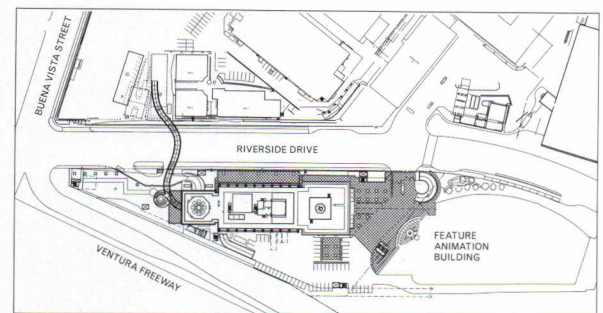 BUENA VISTA STREET
RIVERSIDE DRIVE
FEATURE
ANIMATION
BUILDING
VENTURA FREEWAY